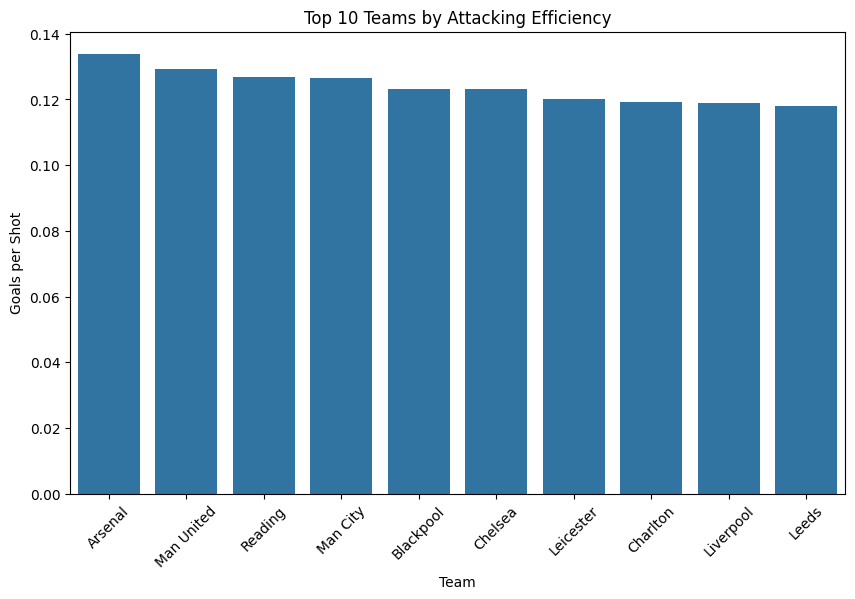 Top 10 Teams by Attacking Efficiency
Goals per Shot
0.14
0.12
0.10
0.08
0.06
0.04
0.02
0.00
Arsenal
Man United
Reading
Man City
Blackpool
Chelsea
Leicester
Charlton
Liverpool
Leeds
Team